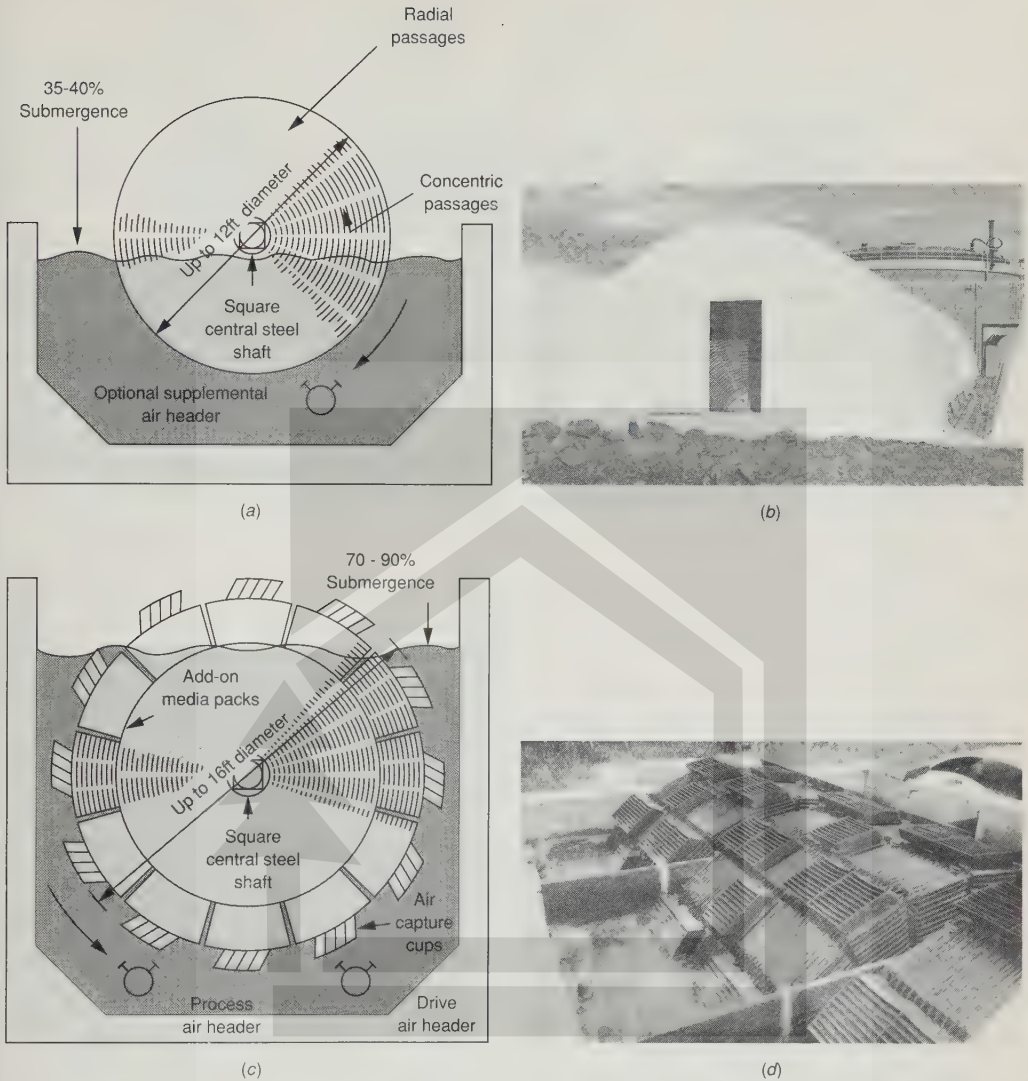 Radial
passages
35-40%
Submergence
Concentric
passages
Up to 12ft diameter
Square
central steel
shaft
Optional supplemental
air header
(a)
(b)
70 - 90%
Submergence
Add-on
media packs
Up to 16ft diameter
Square
central steel
shaft
Air
capture
cups
Process
air header
Drive
air header
(c)
(d)